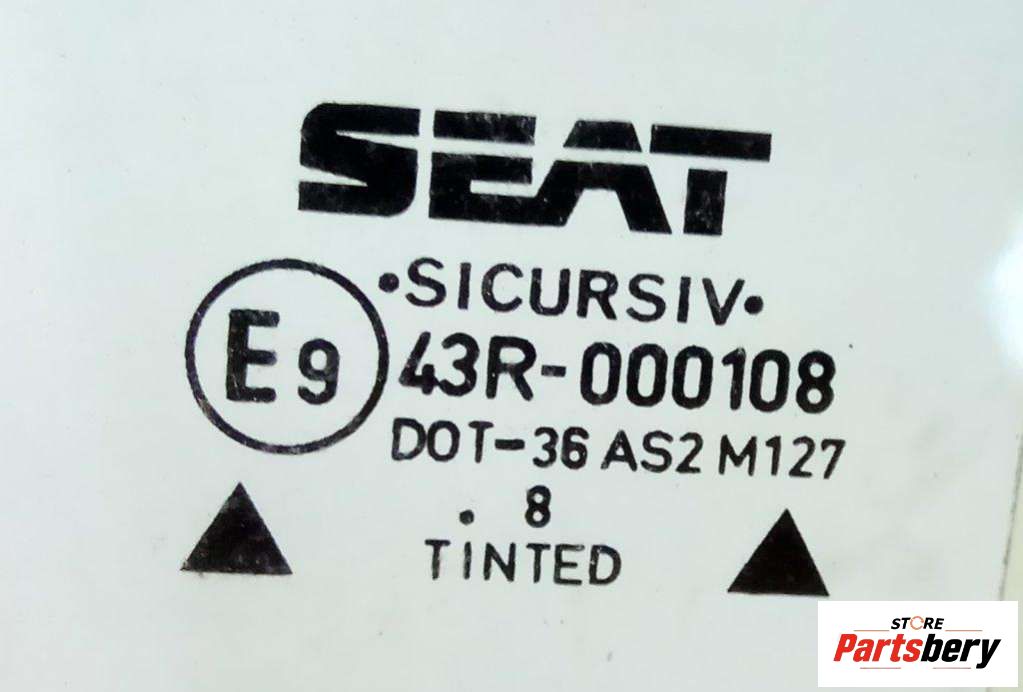 SEAT
·SICURSIV·
E9 43R-000108
DOT-36 AS2 M127
. 8
TINTED
STORE
Partsbery